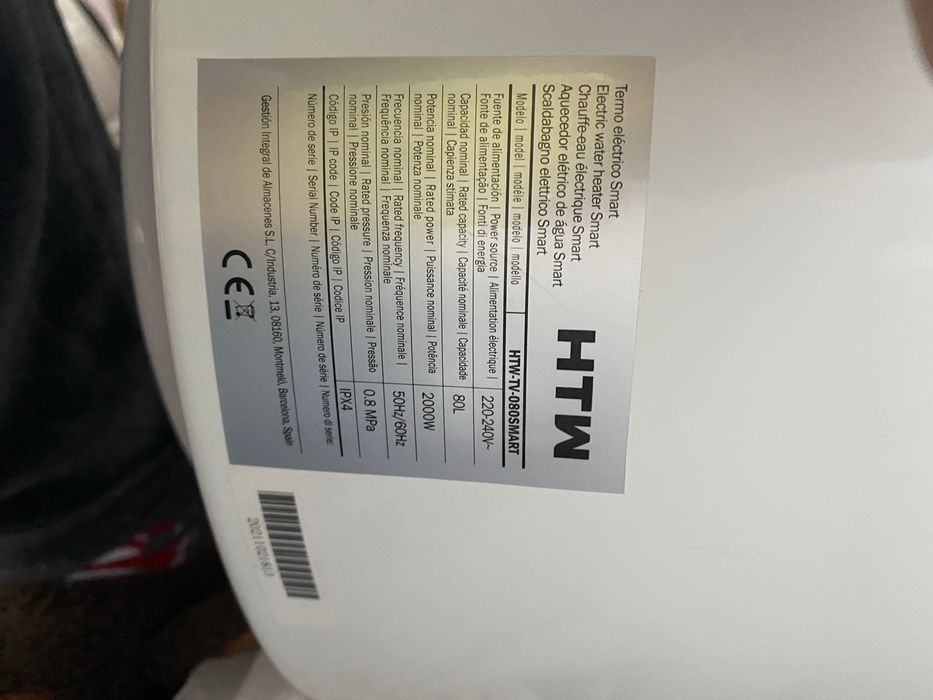 Termo eléctrico Smart
Electric water heater Smart
Chauffe-eau électrique Smart
Aquecedor elétrico de água Smart
Scaldabagno elettrico Smart
HTW
Modelo | model | modéle | modelo | modello HTW-TV-080SMART
Fuente de alimentación | Power source | Alimentation électrique | 220-240V~
Fonte de alimentação | Fonti di energia
Capacidad nominal | Rated capacity | Capacité nominale | Capacidade 80L
nominal | Capienza stimata
Potencia nominal | Rated power | Puissance nominal | Potência 2000W
nominal | Potenza nominale
Frecuencia nominal | Rated frequency | Fréquence nominale | 50Hz/60Hz
Frequência nominal | Frequenza nominale
Presión nominal | Rated pressure | Pression nominale | Pressão 0.8 MPa
nominal | Pressione nominale
Código IP | IP code | Code IP | Código IP | Codice IP IPX4
Número de serie | Serial Number | Numéro de série | Número de série | Numero di serie:
Gestión Integral de Almacenes S.L. C/Industria, 13, 08160, Montmeló, Barcelona, Spain
CE